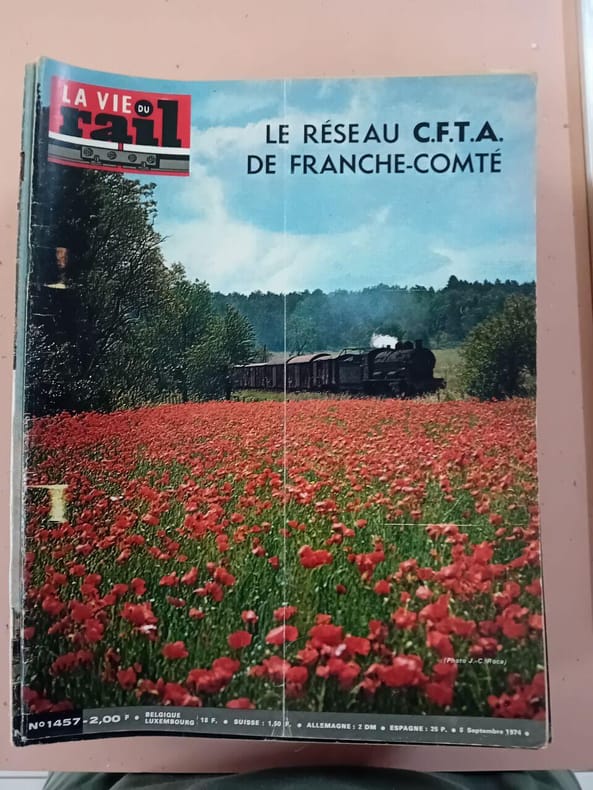 LA VIE DU
rail
LE RÉSEAU C.F.T.A.
DE FRANCHE-COMTÉ
(Photo J.-C. Roca)
N° 1457 - 2,00 F • BELGIQUE LUXEMBOURG : 18 F. • SUISSE : 1,50 F. • ALLEMAGNE : 2 DM • ESPAGNE : 25 P. • 8 Septembre 1974 •